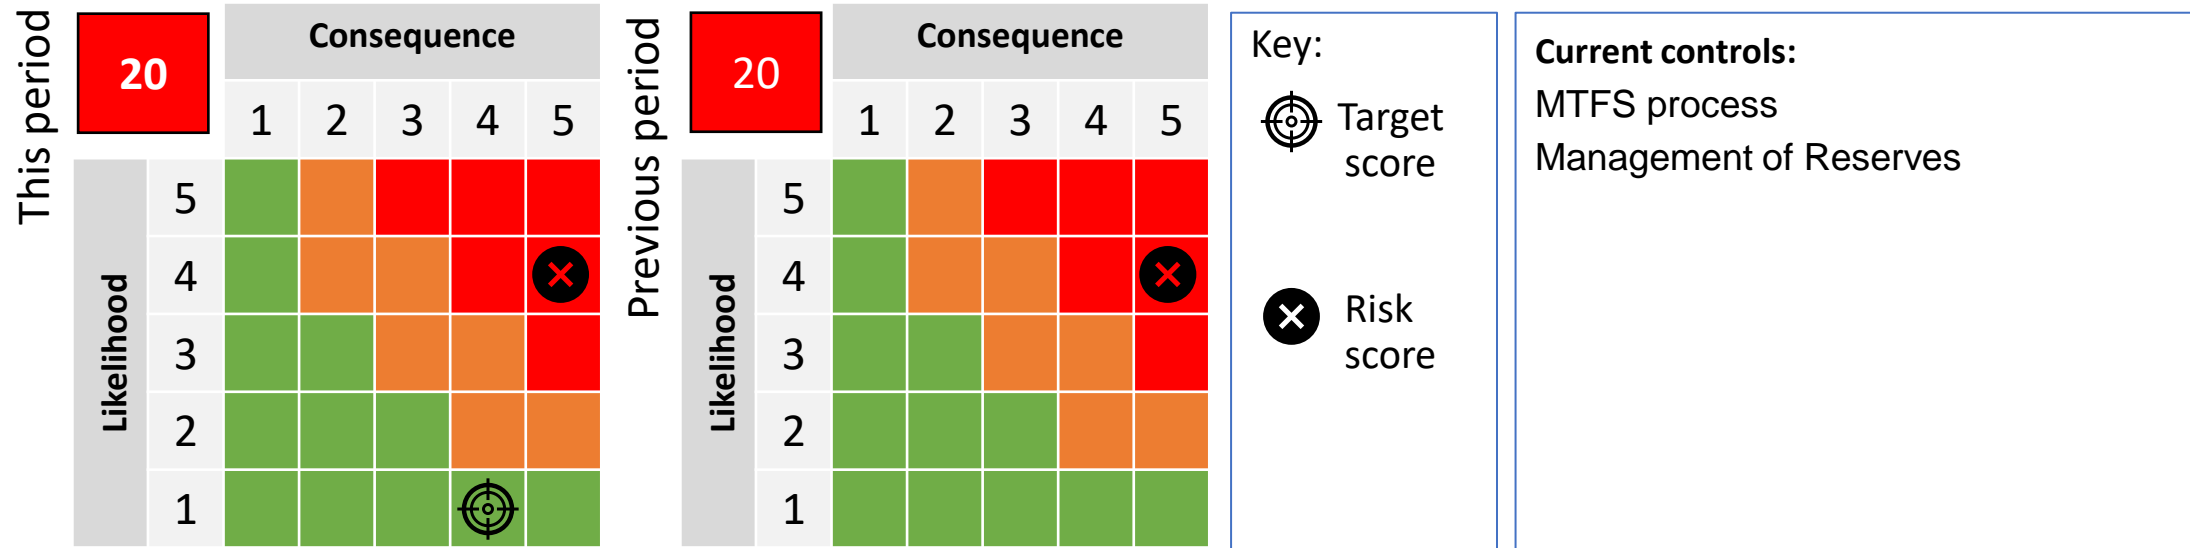 This period
20
Consequence
1 2 3 4 5
Likelihood
5
4
3
2
1
Previous period
20
Consequence
1 2 3 4 5
Likelihood
5
4
3
2
1
Key:
Target
score
Risk
score
Current controls:
MTFS process
Management of Reserves